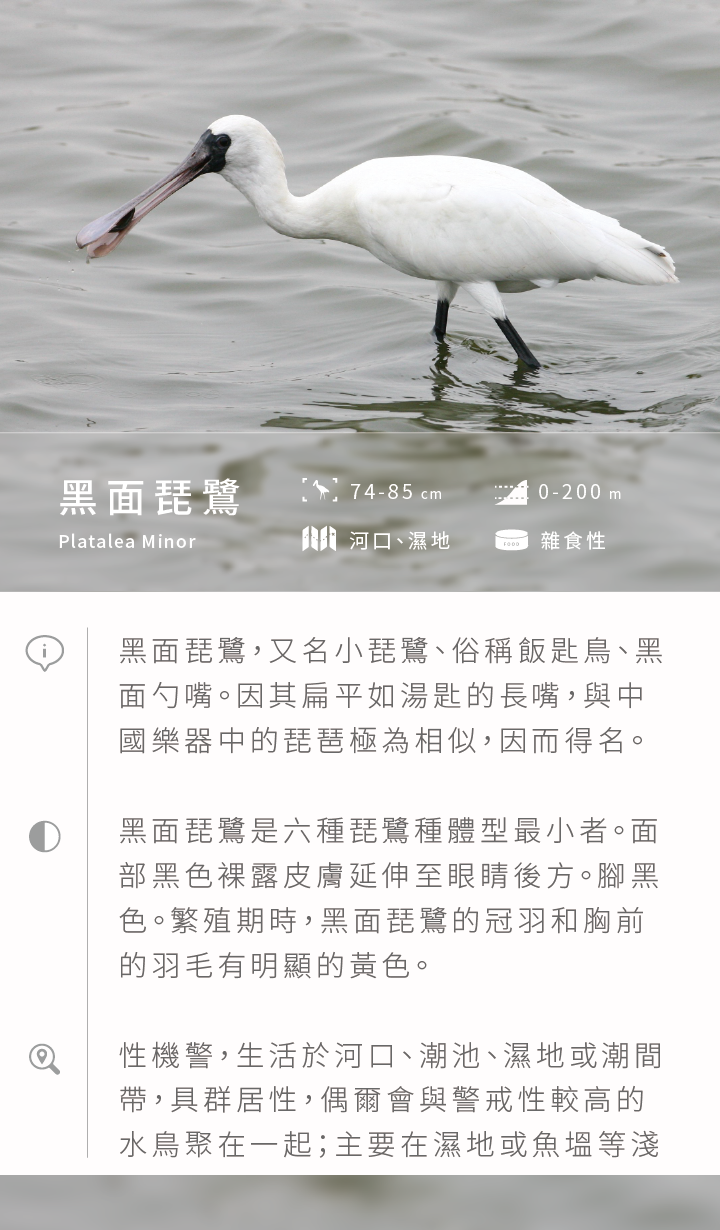 黑面琵鷺
Platalea Minor
74-85 cm
0-200 m
河口、濕地
FOOD
雜食性
黑面琵鷺，又名小琵鷺、俗稱飯匙鳥、黑
面勺嘴。因其扁平如湯匙的長嘴，與中
國樂器中的琵琶極為相似，因而得名。
黑面琵鷺是六種琵鷺種體型最小者。面
部黑色裸露皮膚延伸至眼睛後方。腳黑
色。繁殖期時，黑面琵鷺的冠羽和胸前
的羽毛有明顯的黃色。
性機警，生活於河口、潮池、濕地或潮間
帶，具群居性，偶爾會與警戒性較高的
水鳥聚在一起；主要在濕地或魚塭等淺